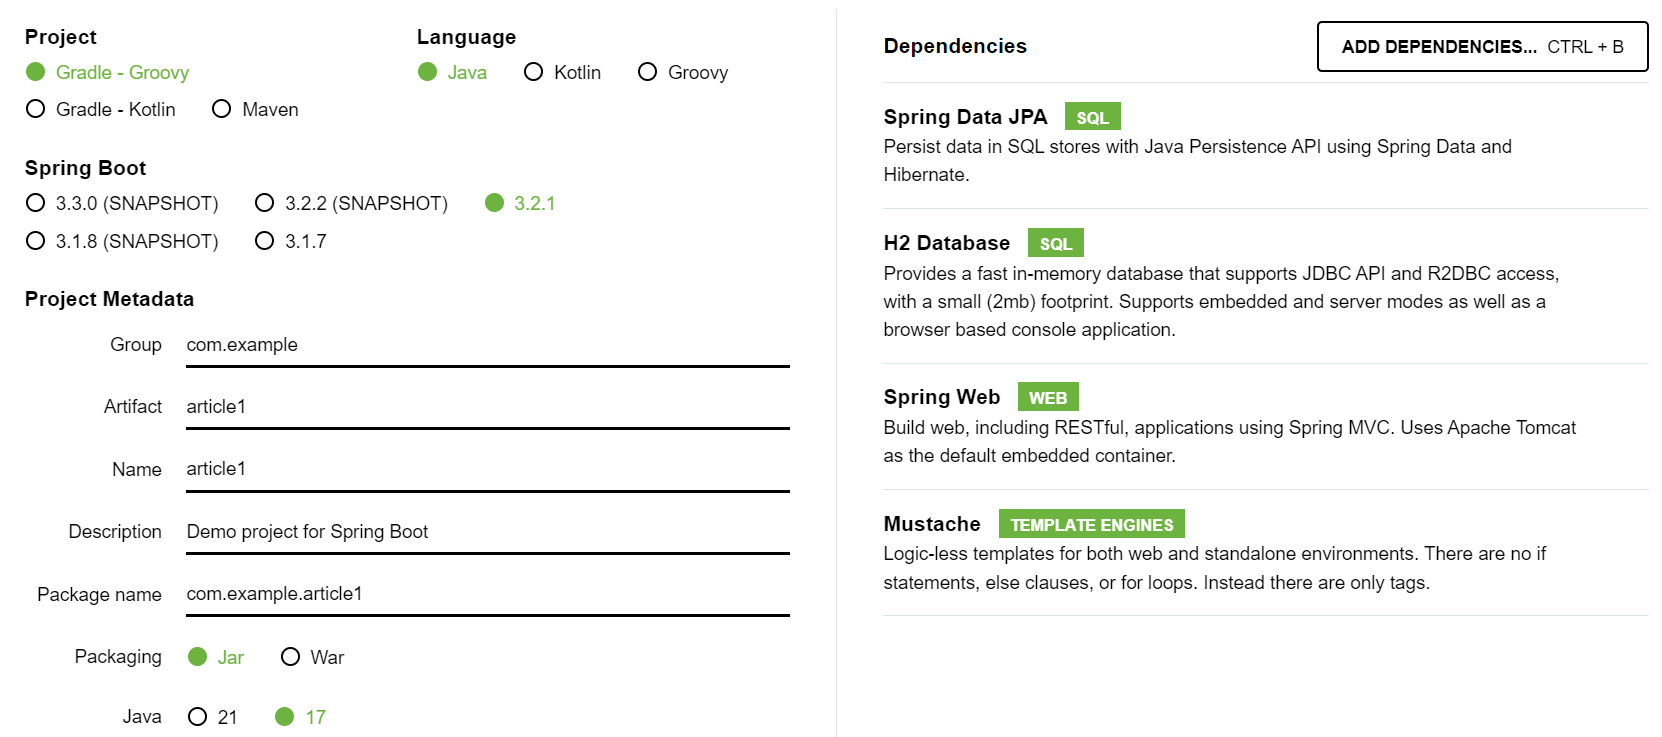 Project
Gradle - Groovy
Gradle - Kotlin Maven
Language
Java Kotlin Groovy
Spring Boot
3.3.0 (SNAPSHOT) 3.2.2 (SNAPSHOT) 3.2.1
3.1.8 (SNAPSHOT) 3.1.7
Project Metadata
Group com.example
Artifact article1
Name article1
Description Demo project for Spring Boot
Package name com.example.article1
Packaging Jar War
Java 21 17
Dependencies ADD DEPENDENCIES... CTRL + B
Spring Data JPA SQL
Persist data in SQL stores with Java Persistence API using Spring Data and
Hibernate.
H2 Database SQL
Provides a fast in-memory database that supports JDBC API and R2DBC access,
with a small (2mb) footprint. Supports embedded and server modes as well as a
browser based console application.
Spring Web WEB
Build web, including RESTful, applications using Spring MVC. Uses Apache Tomcat
as the default embedded container.
Mustache TEMPLATE ENGINES
Logic-less templates for both web and standalone environments. There are no if
statements, else clauses, or for loops. Instead there are only tags.